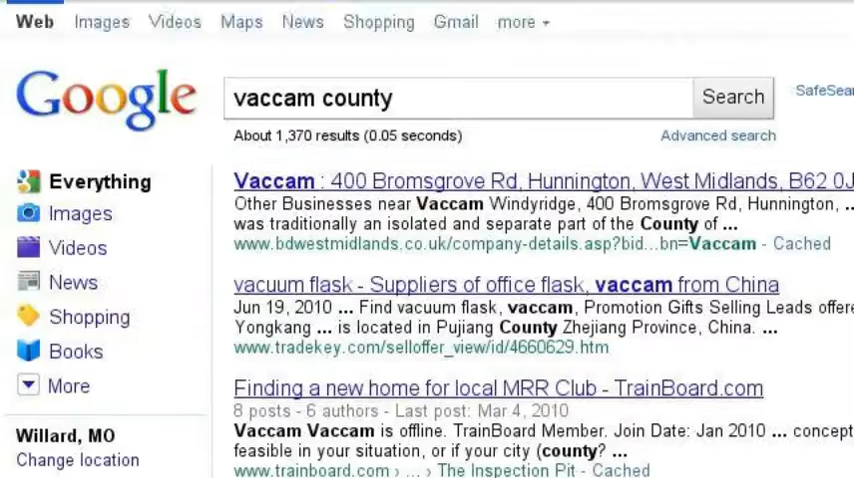 Web Images Videos Maps News Shopping Gmail more
Google
vaccam county
Search
SafeSear
About 1,370 results (0.05 seconds)
Advanced search
Everything
Images
Videos
News
Shopping
Books
More
Willard, MO
Change location
Vaccam : 400 Bromsgrove Rd, Hunnington, West Midlands, B62 0J
Other Businesses near Vaccam Windyridge, 400 Bromsgrove Rd, Hunnington, ...
was traditionally an isolated and separate part of the County of ...
www.bdwestmidlands.co.uk/company-details.asp?bid...bn=Vaccam - Cached
vacuum flask - Suppliers of office flask, vaccam from China
Jun 19, 2010 ... Find vacuum flask, vaccam, Promotion Gifts Selling Leads offere
Yongkang ... is located in Pujiang County Zhejiang Province, China. ...
www.tradekey.com/selloffer_view/id/4660629.htm
Finding a new home for local MRR Club - TrainBoard.com
8 posts - 6 authors - Last post: Mar 4, 2010
Vaccam Vaccam is offline. TrainBoard Member. Join Date: Jan 2010 ... concept
feasible in your situation, or if your city (county? ...
www.trainboard.com › ... › The Inspection Pit - Cached